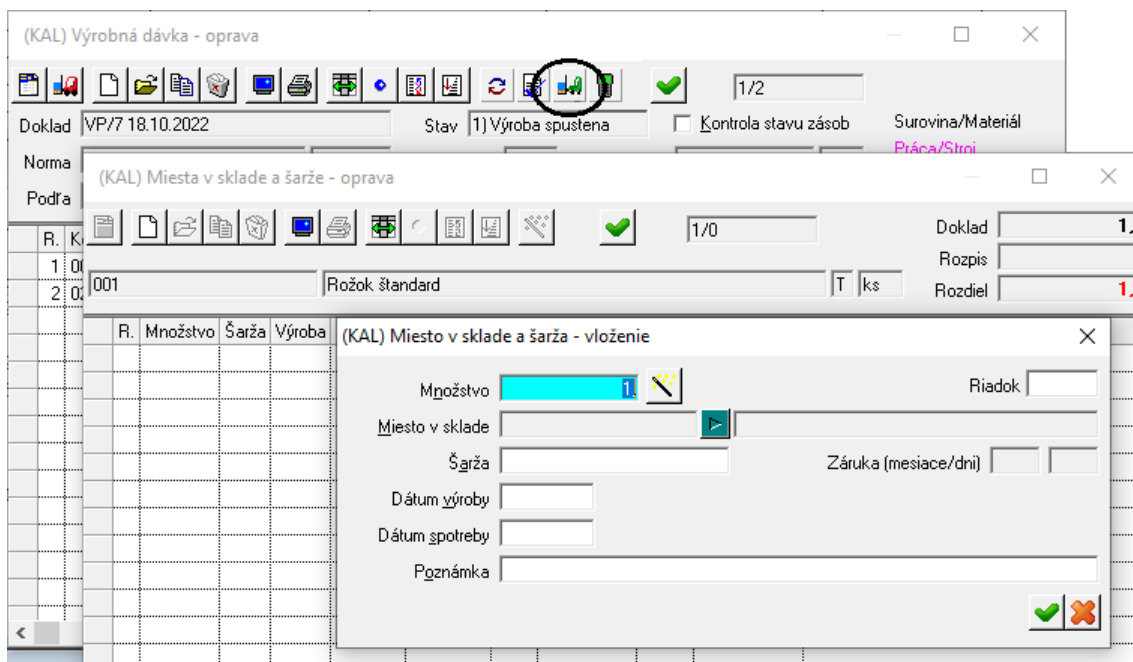 (KAL) Výrobná dávka - oprava
1/2
Doklad VP/7 18.10.2022 Stav 1) Výroba spustena Kontrola stavu zásob Surovina/Materiál
Norma Práca/Stroj
(KAL) Miesta v sklade a šarže - oprava
Podľa
1/0 Doklad 1,
Rozpis
001 Rožok štandard T ks Rozdiel 1,
R.
1
2
R. Množstvo Šarža Výroba
(KAL) Miesto v sklade a šarža - vloženie
Množstvo 1, Riadok
Miesto v sklade
Šarža Záruka (mesiace/dni)
Dátum výroby
Dátum spotreby
Poznámka